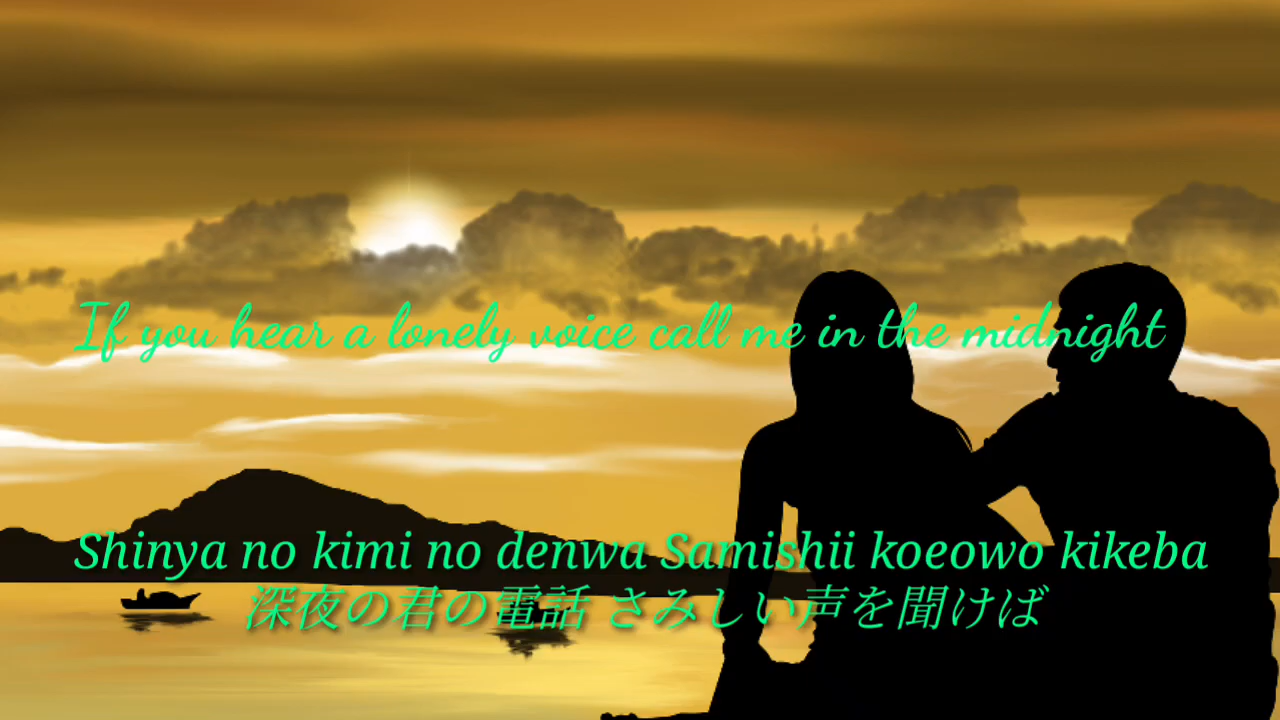 If you hear a lonely voice call me in the midnight
Shinya no kimi no denwa Samishii koeowo kikeba
深夜の君の電話 さみしい声を聞けば